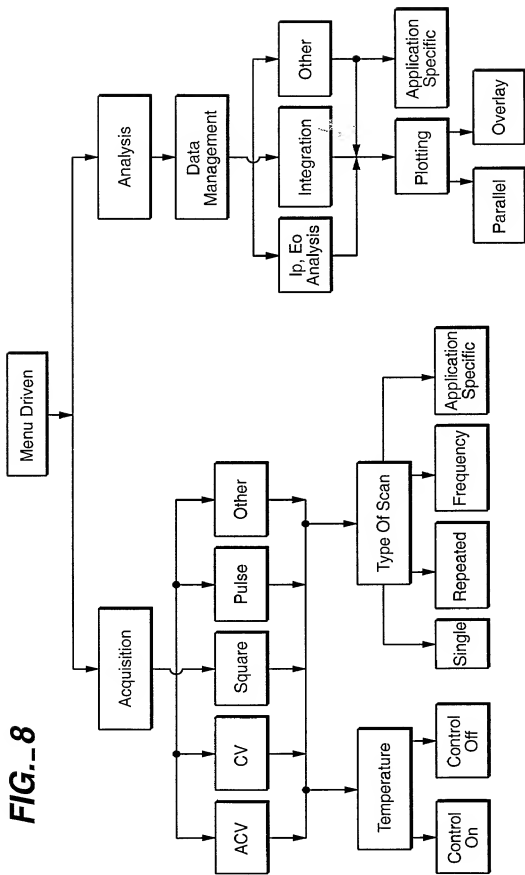 FIG._8
Menu Driven
Acquisition
Analysis
ACV
CV
Square
Pulse
Other
Data
Management
Ip, Eo
Analysis
Integration
Other
Temperature
Type Of Scan
Plotting
Application
Specific
Control
On
Control
Off
Single
Repeated
Frequency
Application
Specific
Parallel
Overlay